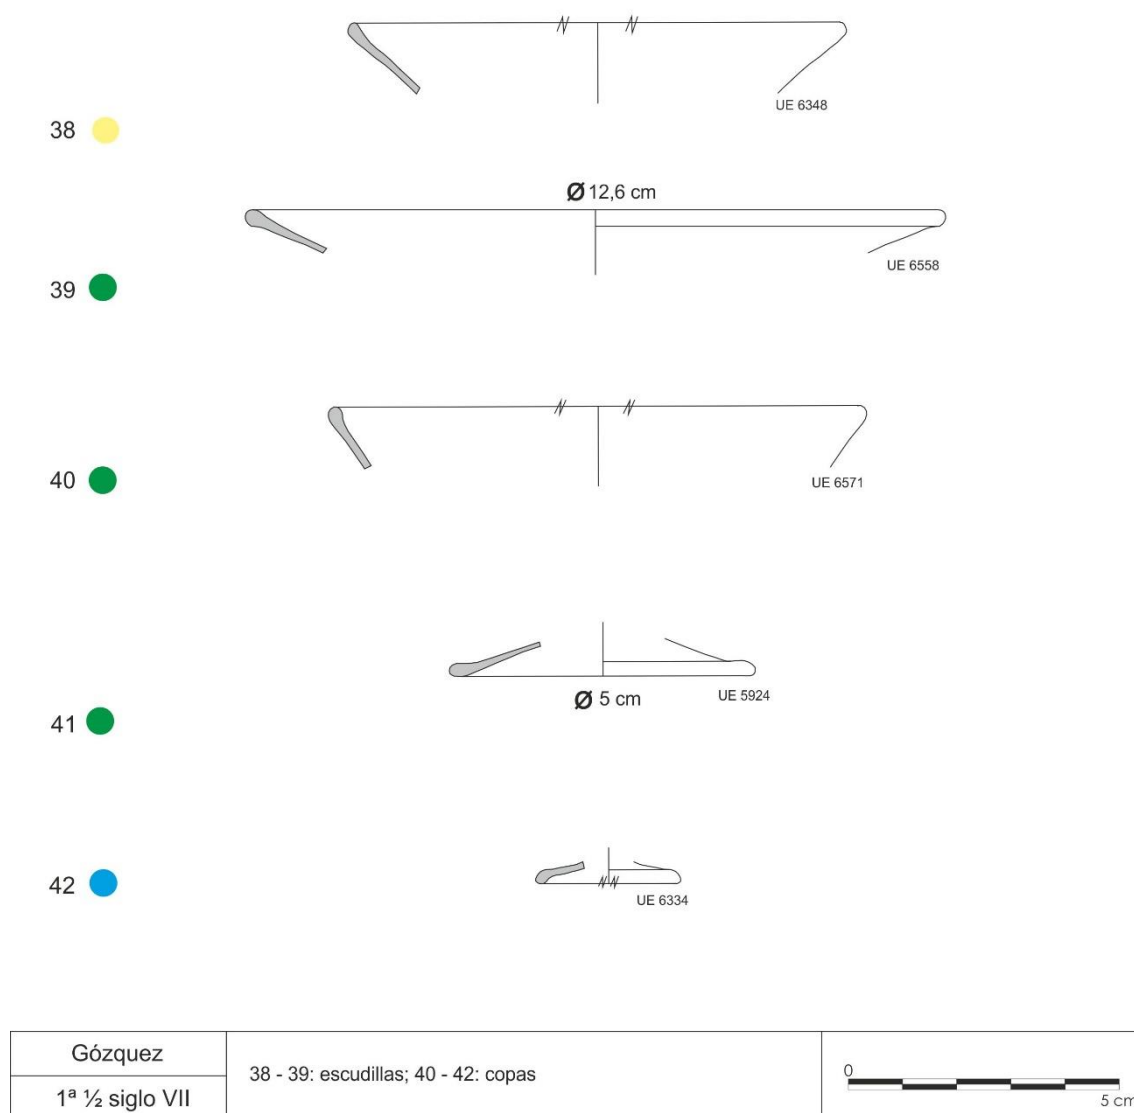 UE 6348
38
Ø 12,6 cm
UE 6558
39
UE 6571
40
Ø 5 cm
UE 5924
41
42
UE 6334
Gózquez
1ª ½ siglo VII
38 - 39: escudillas; 40 - 42: copas
0
5 cm